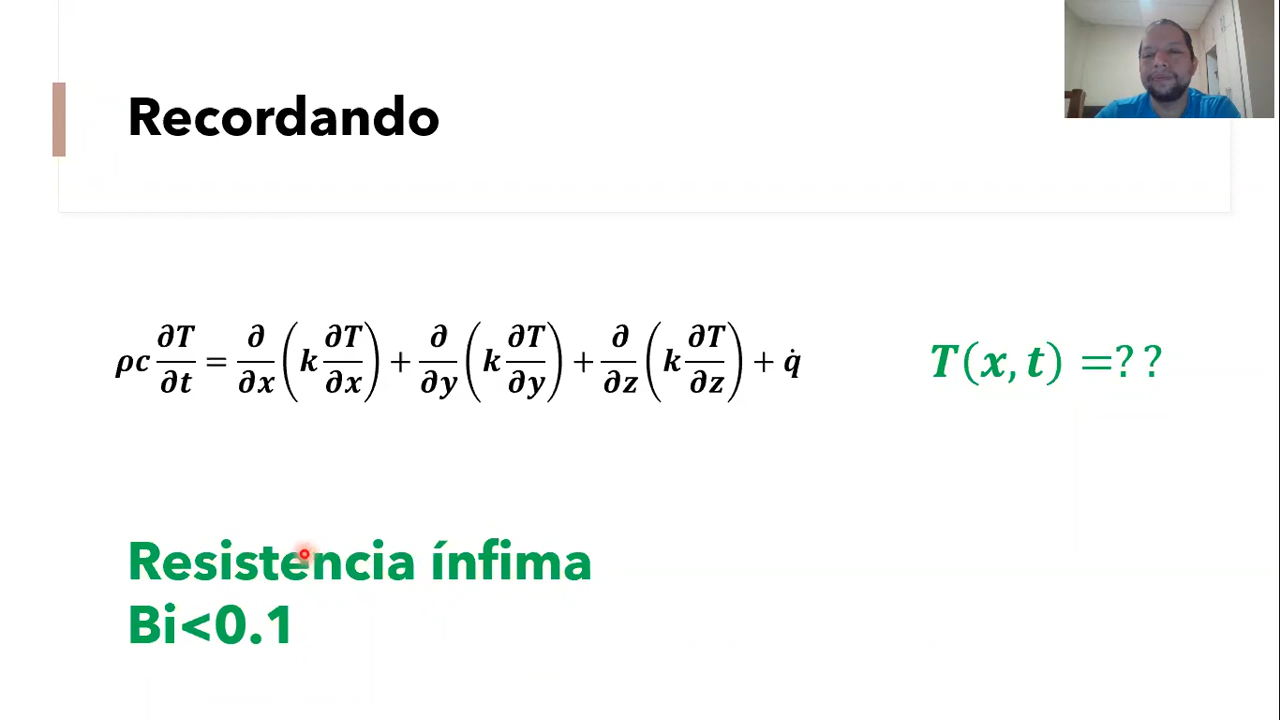 Recordando
ρc ∂T/∂t = ∂/∂x (k ∂T/∂x) + ∂/∂y (k ∂T/∂y) + ∂/∂z (k ∂T/∂z) + q̇
T(x, t) =? ?
Resistencia ínfima
Bi<0.1